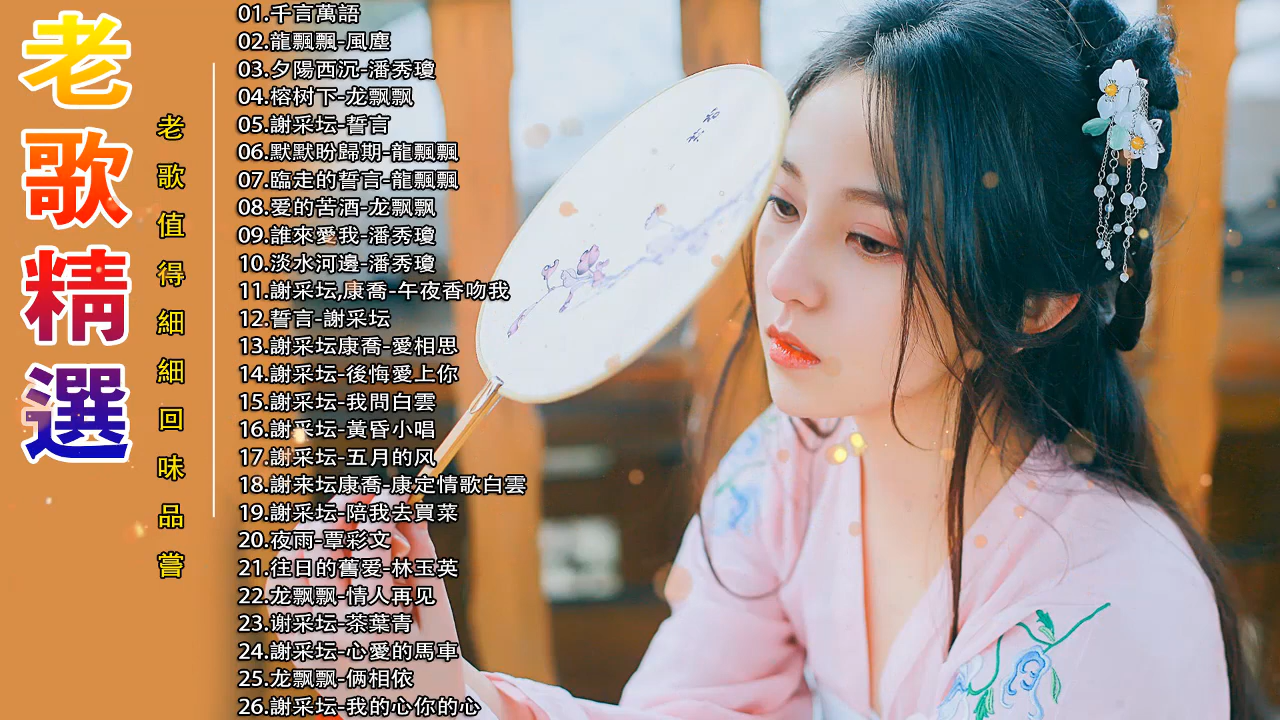 老歌精選
老歌值得細細回味品嘗
01.千言萬語
02.龍飄飄-風塵
03.夕陽西沉-潘秀瓊
04.榕树下-龙飘飘
05.謝采坛-誓言
06.默默盼歸期-龍飄飄
07.臨走的誓言-龍飄飄
08.爱的苦酒-龙飘飘
09.誰來愛我-潘秀瓊
10.淡水河邊-潘秀瓊
11.謝采坛,康喬-午夜香吻我
12.誓言-謝采坛
13.謝采坛康喬-愛相思
14.謝采坛-後悔愛上你
15.謝采坛-我問白雲
16.謝采坛-黃昏小唱
17.謝采坛-五月的风
18.謝来坛康喬-康定情歌白雲
19.謝采坛-陪我去買菜
20.夜雨-覃彩文
21.往日的舊愛-林玉英
22.龙飘飘-情人再见
23.谢采坛-茶葉青
24.謝采坛-心愛的馬車
25.龙飘飘-俩相依
26.謝采坛-我的心你的心